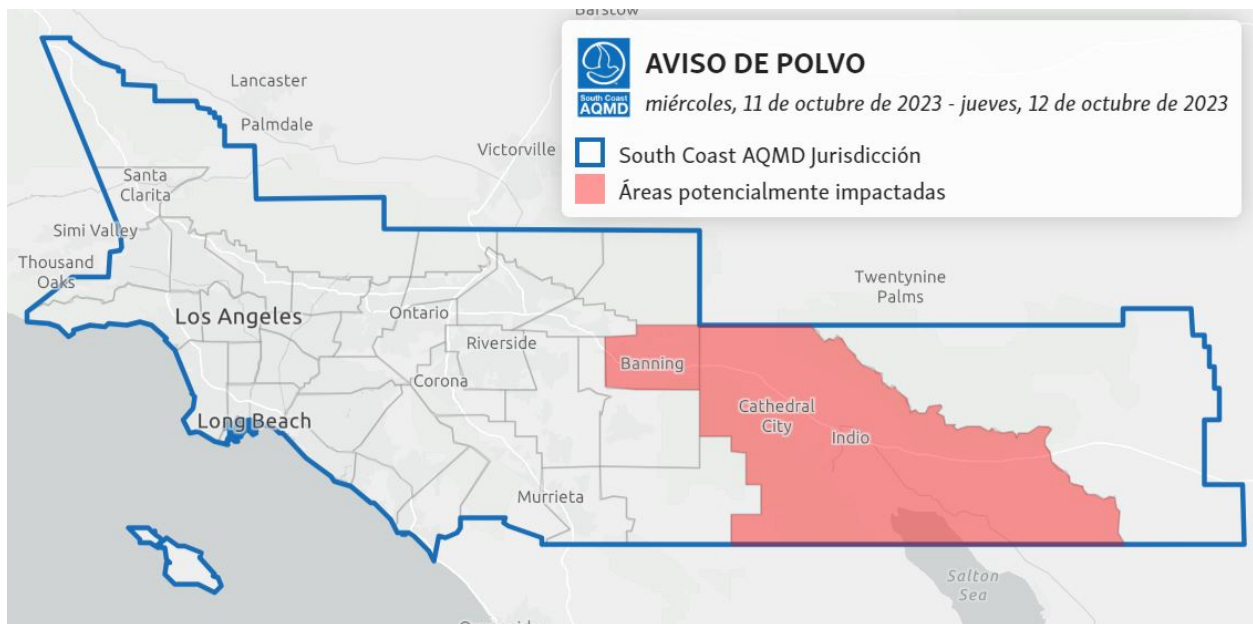 Barstow
AVISO DE POLVO
South Coast
AQMD
miércoles, 11 de octubre de 2023 - jueves, 12 de octubre de 2023
South Coast AQMD Jurisdicción
Áreas potencialmente impactadas
Lancaster
Palmdale
Victorville
Santa
Clarita
Simi Valley
Thousand
Oaks
Twentynine
Palms
Los Angeles
Ontario
Riverside
Banning
Corona
Cathedral
City
Long Beach
Indio
Murrieta
Salton
Sea